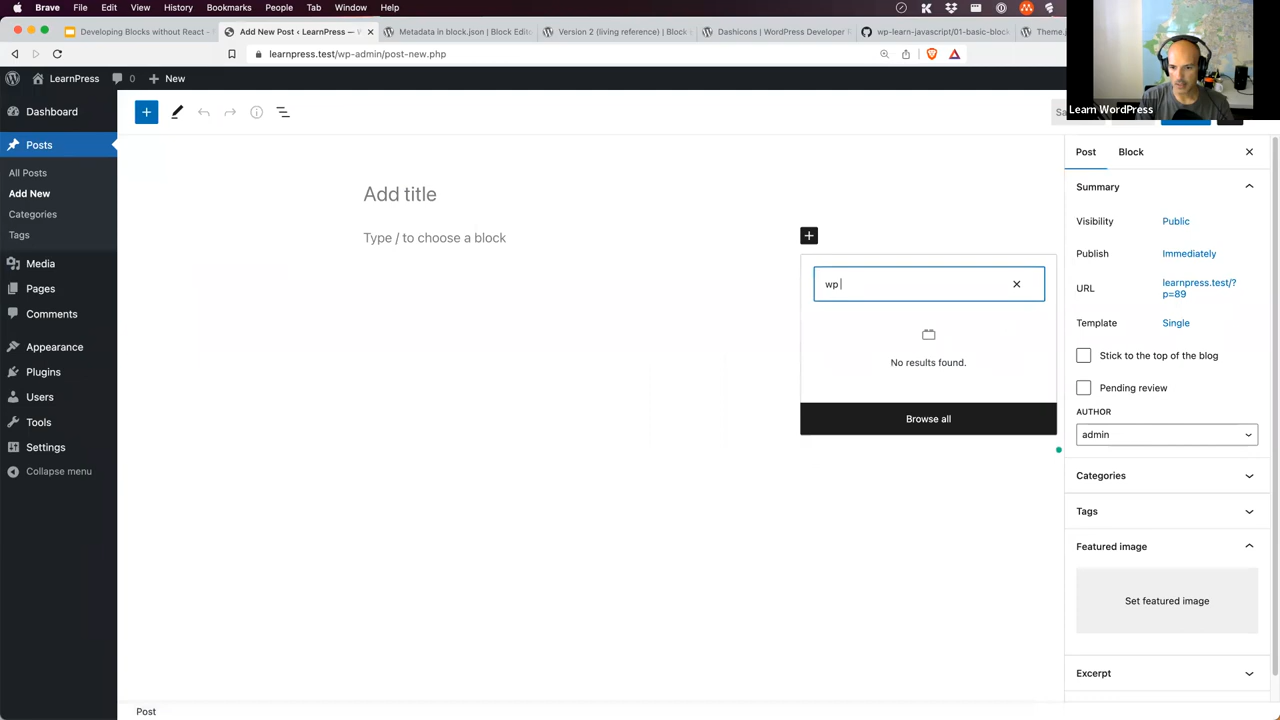 Bookmarks
People
Tab
Window
Help
Developing Blocks without React -
Add New Post ‹ LearnPress —
Metadata in block.json | Block Edit
Version 2 (living reference) | Block
Dashicons | WordPress Developer
wp-learn-javascript/01-basic-block
Theme.j
learnpress.test/wp-admin/post-new.php
LearnPress
0
New
Learn WordPress
Dashboard
Posts
All Posts
Add New
Categories
Tags
Media
Pages
Comments
Appearance
Plugins
Users
Tools
Settings
Collapse menu
Add title
Type / to choose a block
wp
No results found.
Browse all
Sa
Post
Block
Summary
Visibility
Public
Publish
Immediately
URL
learnpress.test/?
p=89
Template
Single
Stick to the top of the blog
Pending review
AUTHOR
admin
Categories
Tags
Featured image
Set featured image
Excerpt
Post